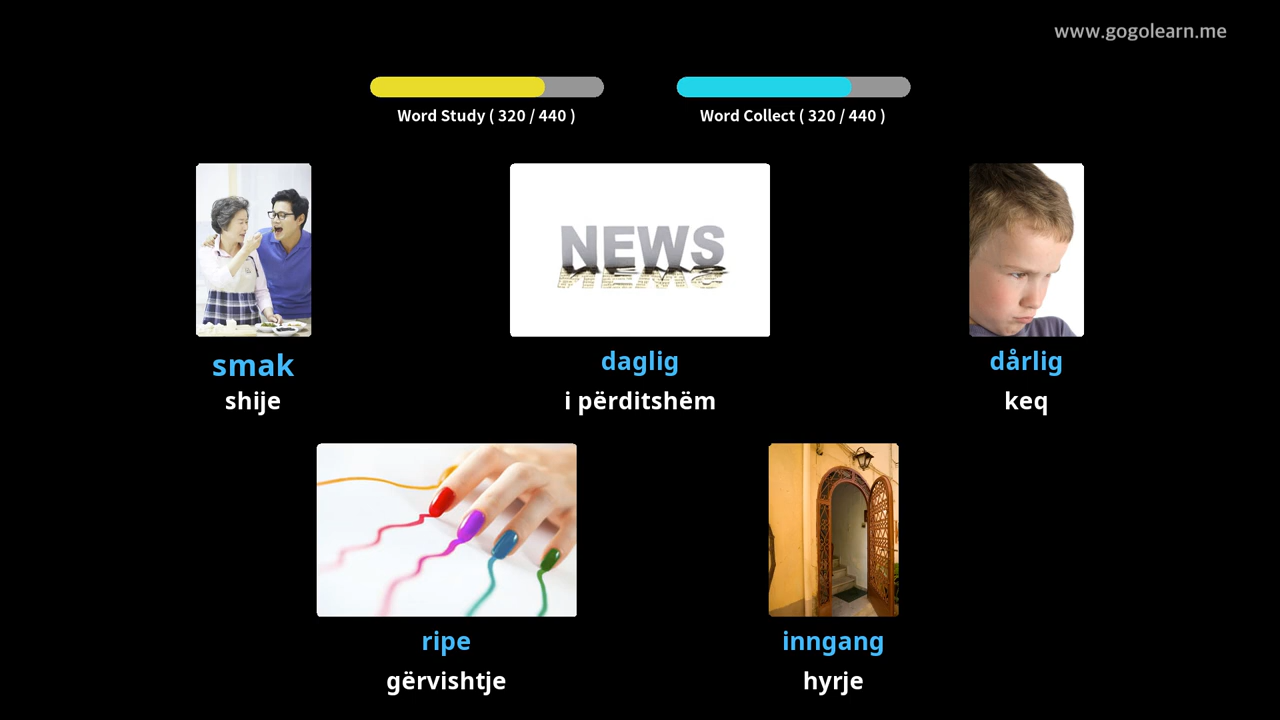 www.gogolearn.me
Word Study ( 320 / 440 )
Word Collect ( 320 / 440 )
NEWS
smak
shije
daglig
i përditshëm
dårlig
keq
ripe
gërvishtje
inngang
hyrje